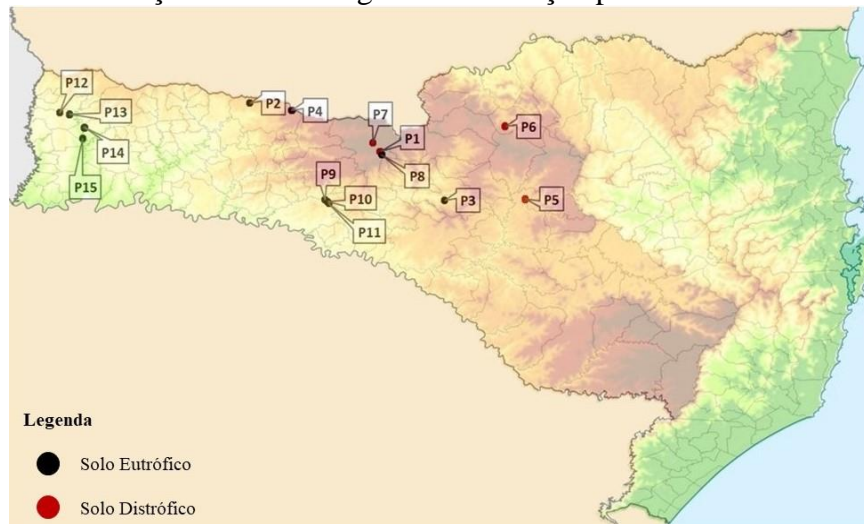 P12
P13
P14
P15
P2
P4
P7
P1
P8
P6
P9
P10
P11
P3
P5
Legenda
Solo Eutrófico
Solo Distrófico